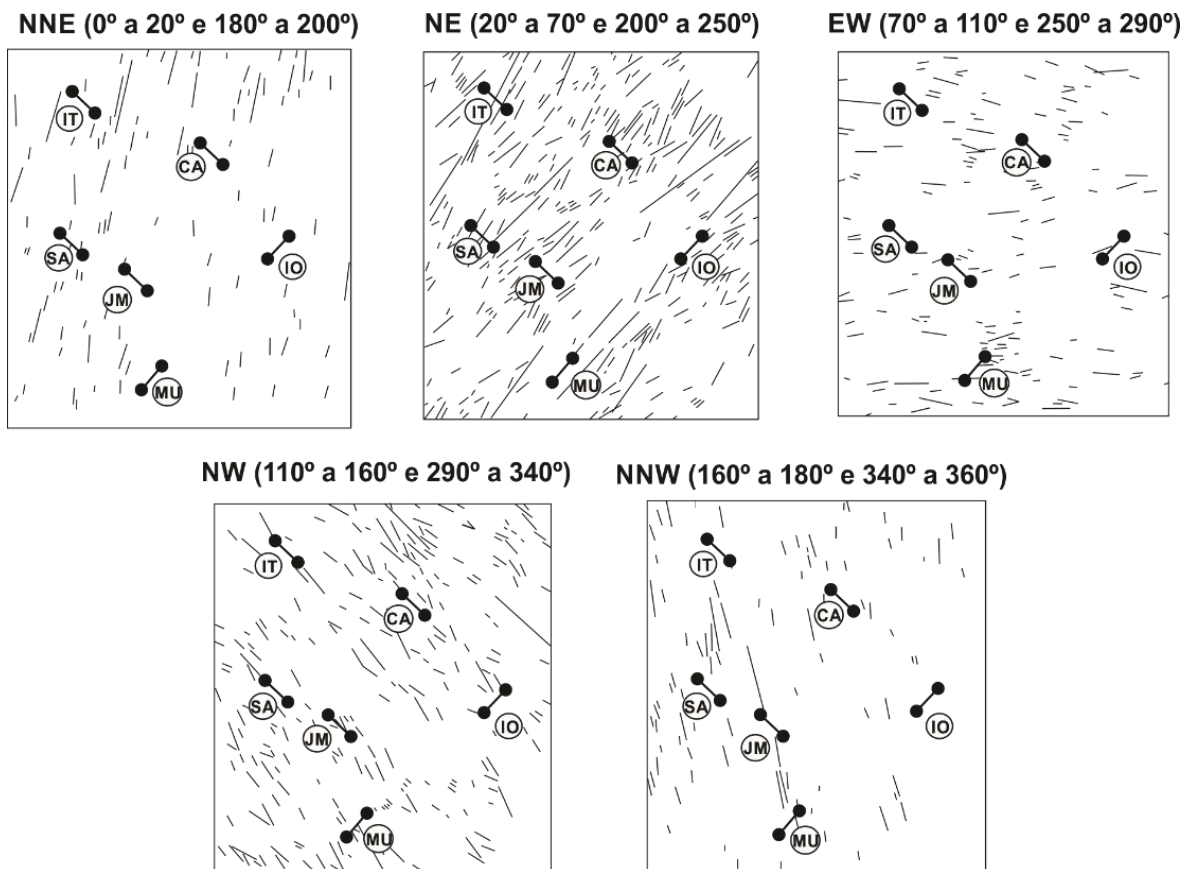 NNE (0º a 20º e 180º a 200º)
NE (20º a 70º e 200º a 250º)
EW (70º a 110º e 250º a 290º)
IT
CA
SA
IO
JM
MU
IT
CA
SA
IO
JM
MU
IT
CA
SA
IO
JM
MU
NW (110º a 160º e 290º a 340º)
NNW (160º a 180º e 340º a 360º)
IT
CA
SA
IO
JM
MU
IT
CA
SA
IO
JM
MU